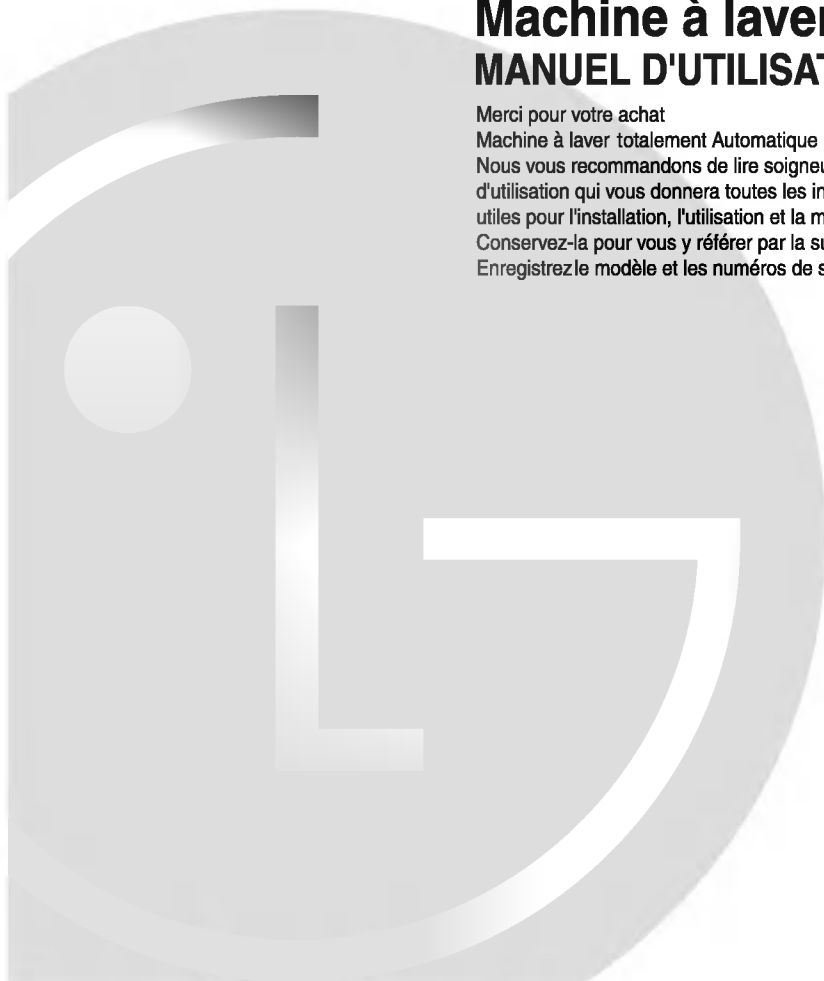 Machine à laver
MANUEL D'UTILISAT
Merci pour votre achat
Machine à laver totalement Automatique
Nous vous recommandons de lire soigneu
d'utilisation qui vous donnera toutes les in
utiles pour l'installation, l'utilisation et la m
Conservez-la pour vous y référer par la su
Enregistrez le modèle et les numéros de s